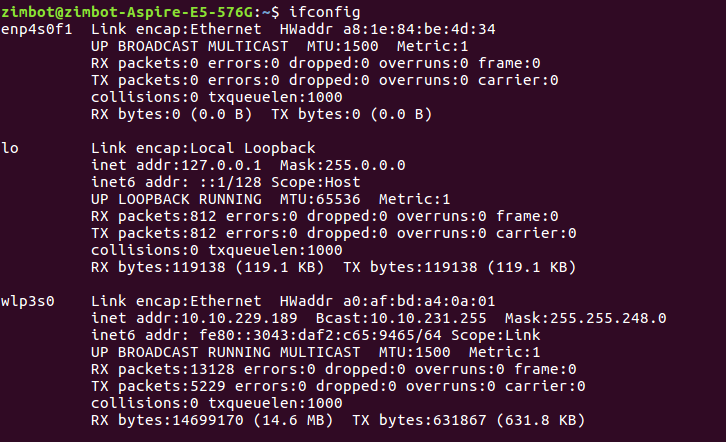 zimbot@zimbot-Aspire-E5-576G:~$ ifconfig
enp4s0f1  Link encap:Ethernet  HWaddr a8:1e:84:be:4d:34
          UP BROADCAST MULTICAST  MTU:1500  Metric:1
          RX packets:0 errors:0 dropped:0 overruns:0 frame:0
          TX packets:0 errors:0 dropped:0 overruns:0 carrier:0
          collisions:0 txqueuelen:1000
          RX bytes:0 (0.0 B)  TX bytes:0 (0.0 B)

lo        Link encap:Local Loopback
          inet addr:127.0.0.1  Mask:255.0.0.0
          inet6 addr: ::1/128 Scope:Host
          UP LOOPBACK RUNNING  MTU:65536  Metric:1
          RX packets:812 errors:0 dropped:0 overruns:0 frame:0
          TX packets:812 errors:0 dropped:0 overruns:0 carrier:0
          collisions:0 txqueuelen:1000
          RX bytes:119138 (119.1 KB)  TX bytes:119138 (119.1 KB)

wlp3s0    Link encap:Ethernet  HWaddr a0:af:bd:a4:0a:01
          inet addr:10.10.229.189  Bcast:10.10.231.255  Mask:255.255.248.0
          inet6 addr: fe80::3043:daf2:c65:9465/64 Scope:Link
          UP BROADCAST RUNNING MULTICAST  MTU:1500  Metric:1
          RX packets:13128 errors:0 dropped:0 overruns:0 frame:0
          TX packets:5229 errors:0 dropped:0 overruns:0 carrier:0
          collisions:0 txqueuelen:1000
          RX bytes:14699170 (14.6 MB)  TX bytes:631867 (631.8 KB)